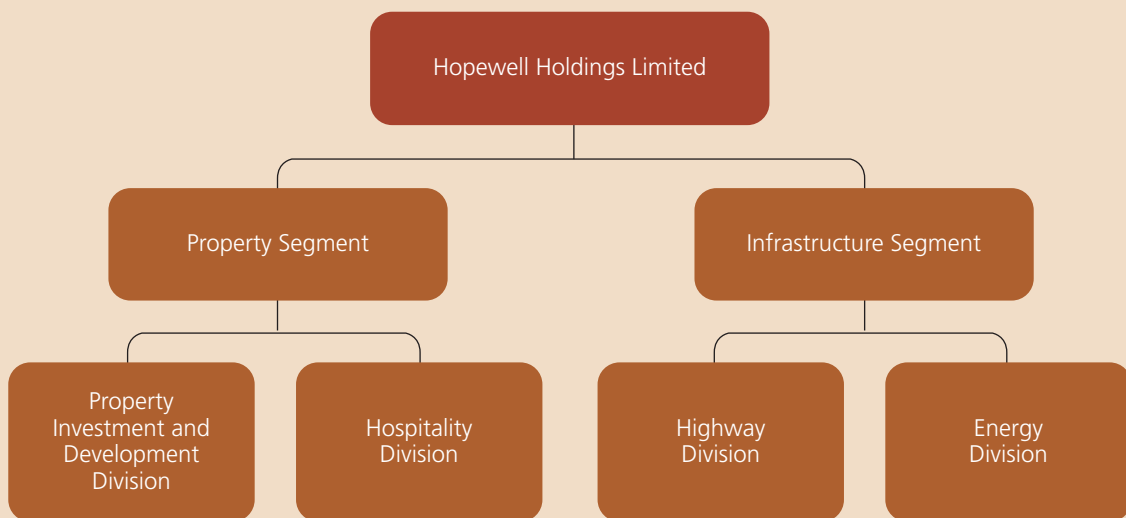 Hopewell Holdings Limited
Property Segment
Infrastructure Segment
Property
Investment and
Development
Division
Hospitality
Division
Highway
Division
Energy
Division